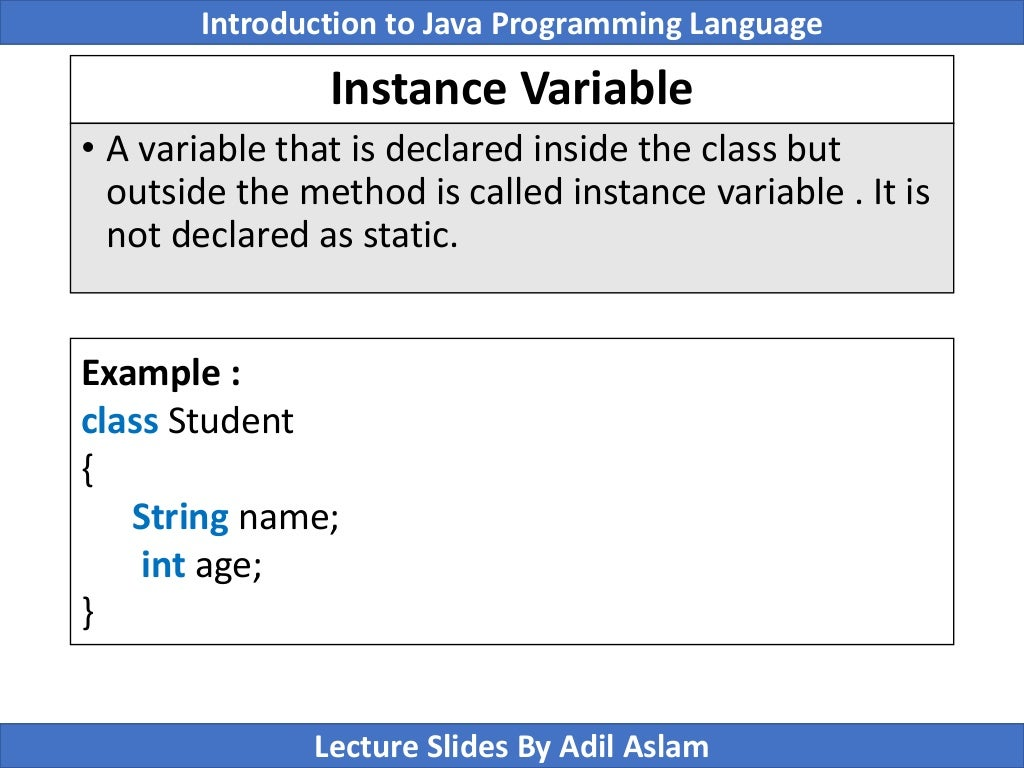 Introduction to Java Programming Language
Instance Variable
• A variable that is declared inside the class but
outside the method is called instance variable . It is
not declared as static.
Example :
class Student
{
String name;
int age;
}
Lecture Slides By Adil Aslam